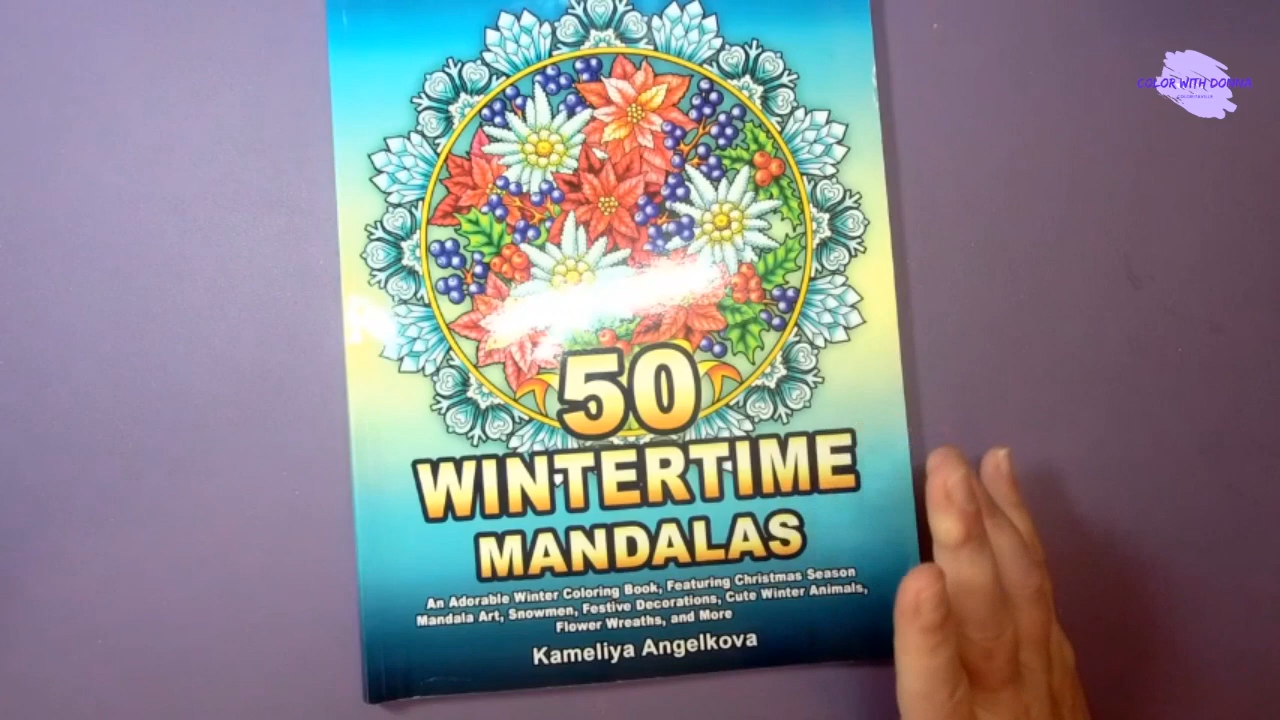 COLOR WITH DONNA
50
WINTERTIME
MANDALAS
An Adorable Winter Coloring Book, Featuring Christmas Season
Mandala Art, Snowmen, Festive Decorations, Cute Winter Animals,
Flower Wreaths, and More
Kameliya Angelkova